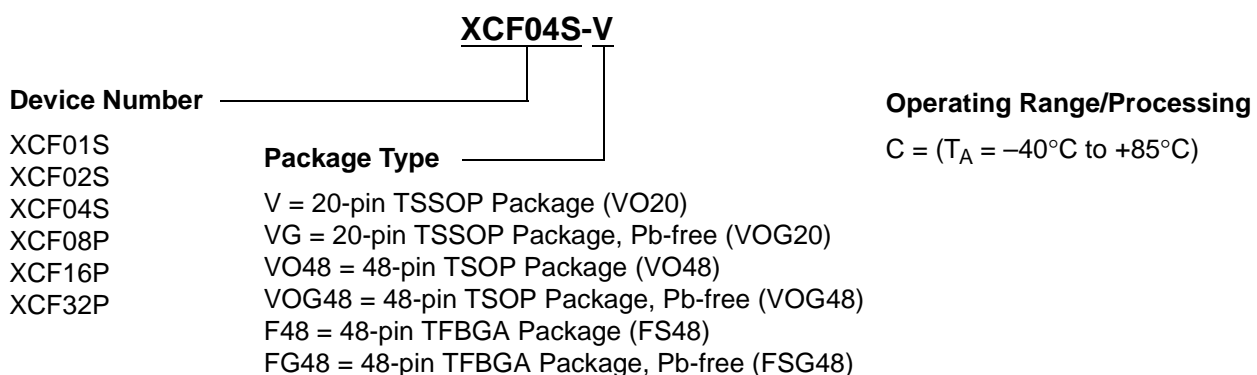 XCF04S-V
Device Number
XCF01S
XCF02S
XCF04S
XCF08P
XCF16P
XCF32P
Package Type
V = 20-pin TSSOP Package (VO20)
VG = 20-pin TSSOP Package, Pb-free (VOG20)
VO48 = 48-pin TSOP Package (VO48)
VOG48 = 48-pin TSOP Package, Pb-free (VOG48)
F48 = 48-pin TFBGA Package (FS48)
FG48 = 48-pin TFBGA Package, Pb-free (FSG48)
Operating Range/Processing
C = (TA = –40°C to +85°C)